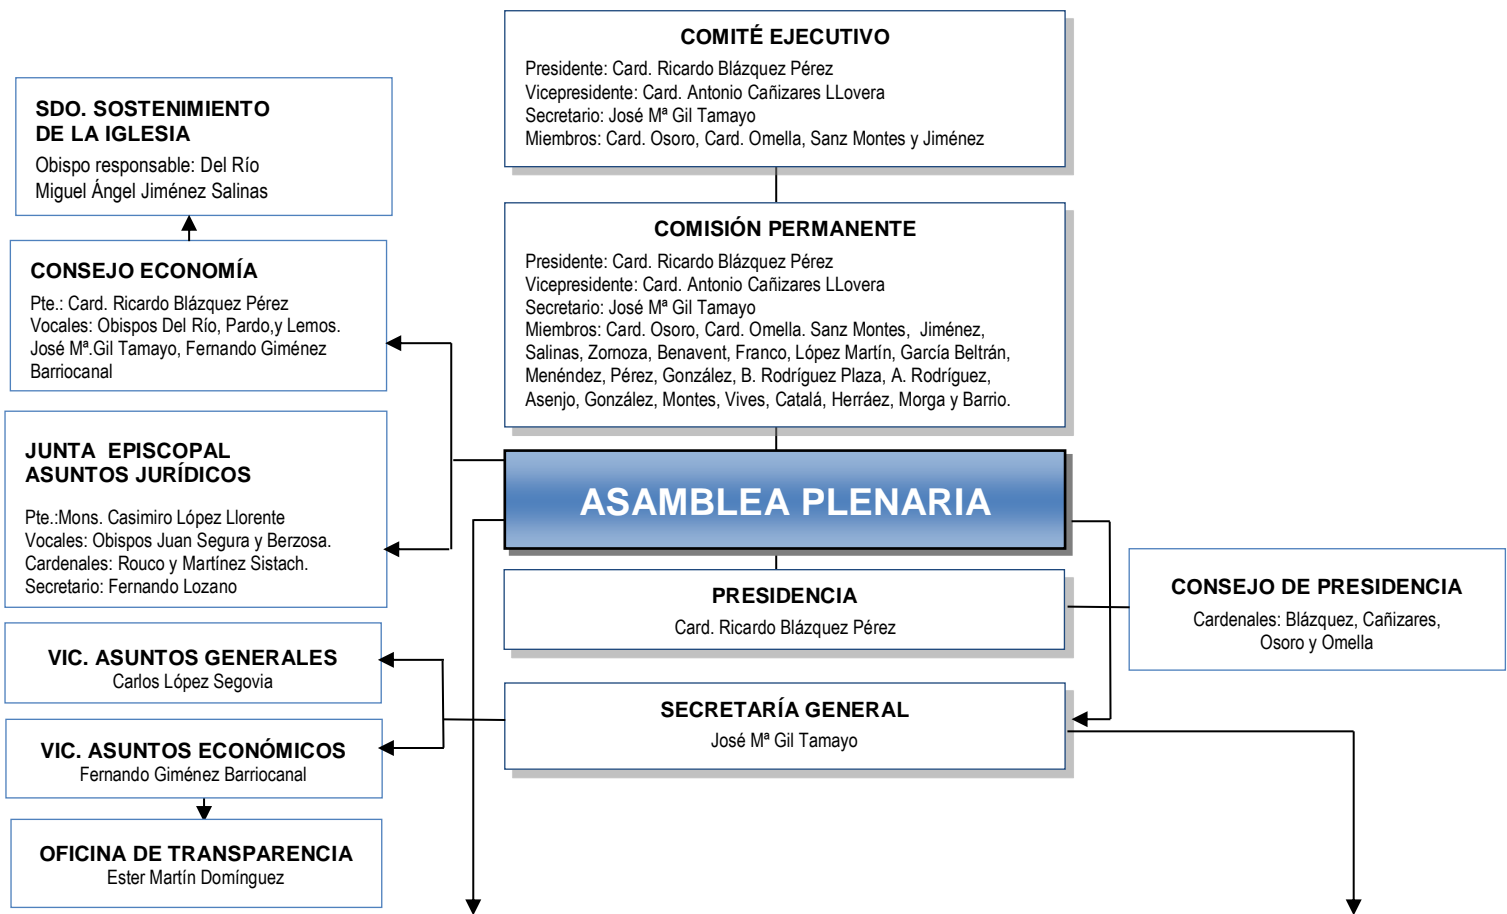 COMITÉ EJECUTIVO
Presidente: Card. Ricardo Blázquez Pérez
Vicepresidente: Card. Antonio Cañizares LLovera
Secretario: José Mª Gil Tamayo
Miembros: Card. Osoro, Card. Omella, Sanz Montes y Jiménez
SDO. SOSTENIMIENTO
DE LA IGLESIA
Obispo responsable: Del Río
Miguel Ángel Jiménez Salinas
COMISIÓN PERMANENTE
Presidente: Card. Ricardo Blázquez Pérez
Vicepresidente: Card. Antonio Cañizares LLovera
Secretario: José Mª Gil Tamayo
Miembros: Card. Osoro, Card. Omella. Sanz Montes, Jiménez,
Salinas, Zornoza, Benavent, Franco, López Martín, García Beltrán,
Menéndez, Pérez, González, B. Rodríguez Plaza, A. Rodríguez,
Asenjo, González, Montes, Vives, Catalá, Herráez, Morga y Barrio.
CONSEJO ECONOMÍA
Pte.: Card. Ricardo Blázquez Pérez
Vocales: Obispos Del Río, Pardo,y Lemos.
José Mª.Gil Tamayo, Fernando Giménez
Barriocanal
JUNTA EPISCOPAL
ASUNTOS JURÍDICOS
Pte.:Mons. Casimiro López Llorente
Vocales: Obispos Juan Segura y Berzosa.
Cardenales: Rouco y Martínez Sistach.
Secretario: Fernando Lozano
ASAMBLEA PLENARIA
PRESIDENCIA
Card. Ricardo Blázquez Pérez
CONSEJO DE PRESIDENCIA
Cardenales: Blázquez, Cañizares,
Osoro y Omella
VIC. ASUNTOS GENERALES
Carlos López Segovia
SECRETARÍA GENERAL
José Mª Gil Tamayo
VIC. ASUNTOS ECONÓMICOS
Fernando Giménez Barriocanal
OFICINA DE TRANSPARENCIA
Ester Martín Domínguez